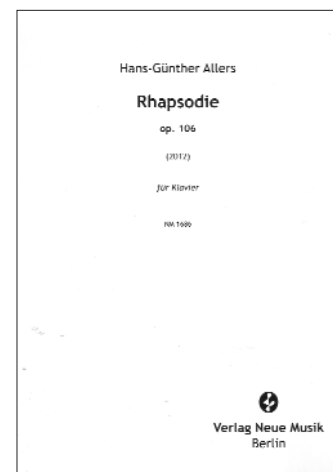 Hans-Günther Allers
Rhapsodie
op. 106
(2012)
für Klavier
NM 1686
Verlag Neue Musik
Berlin